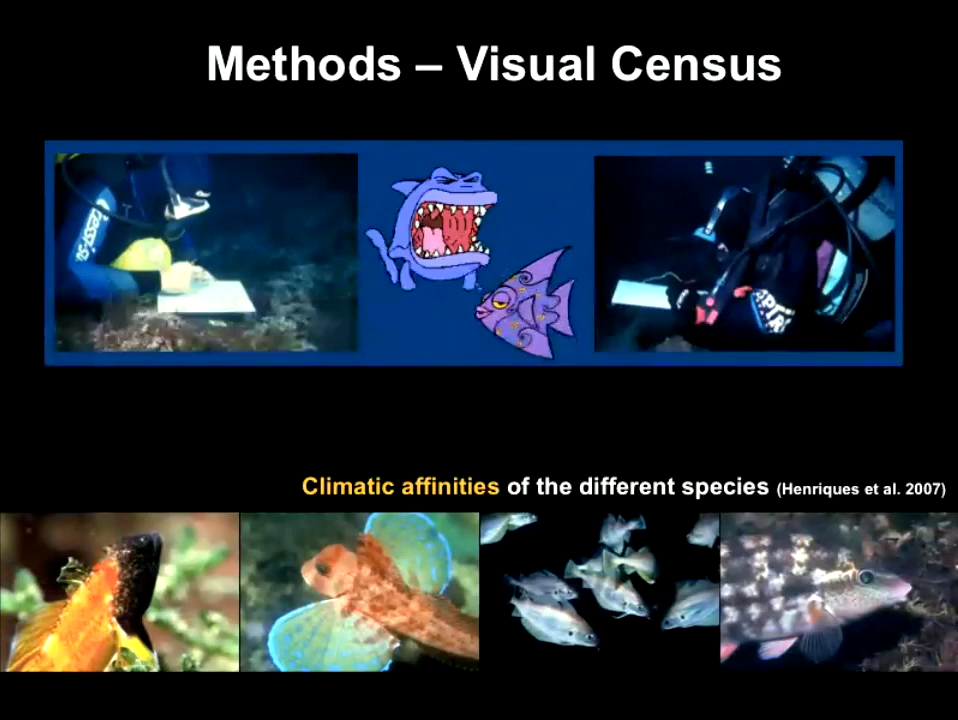 Methods – Visual Census
Climatic affinities of the different species (Henriques et al. 2007)